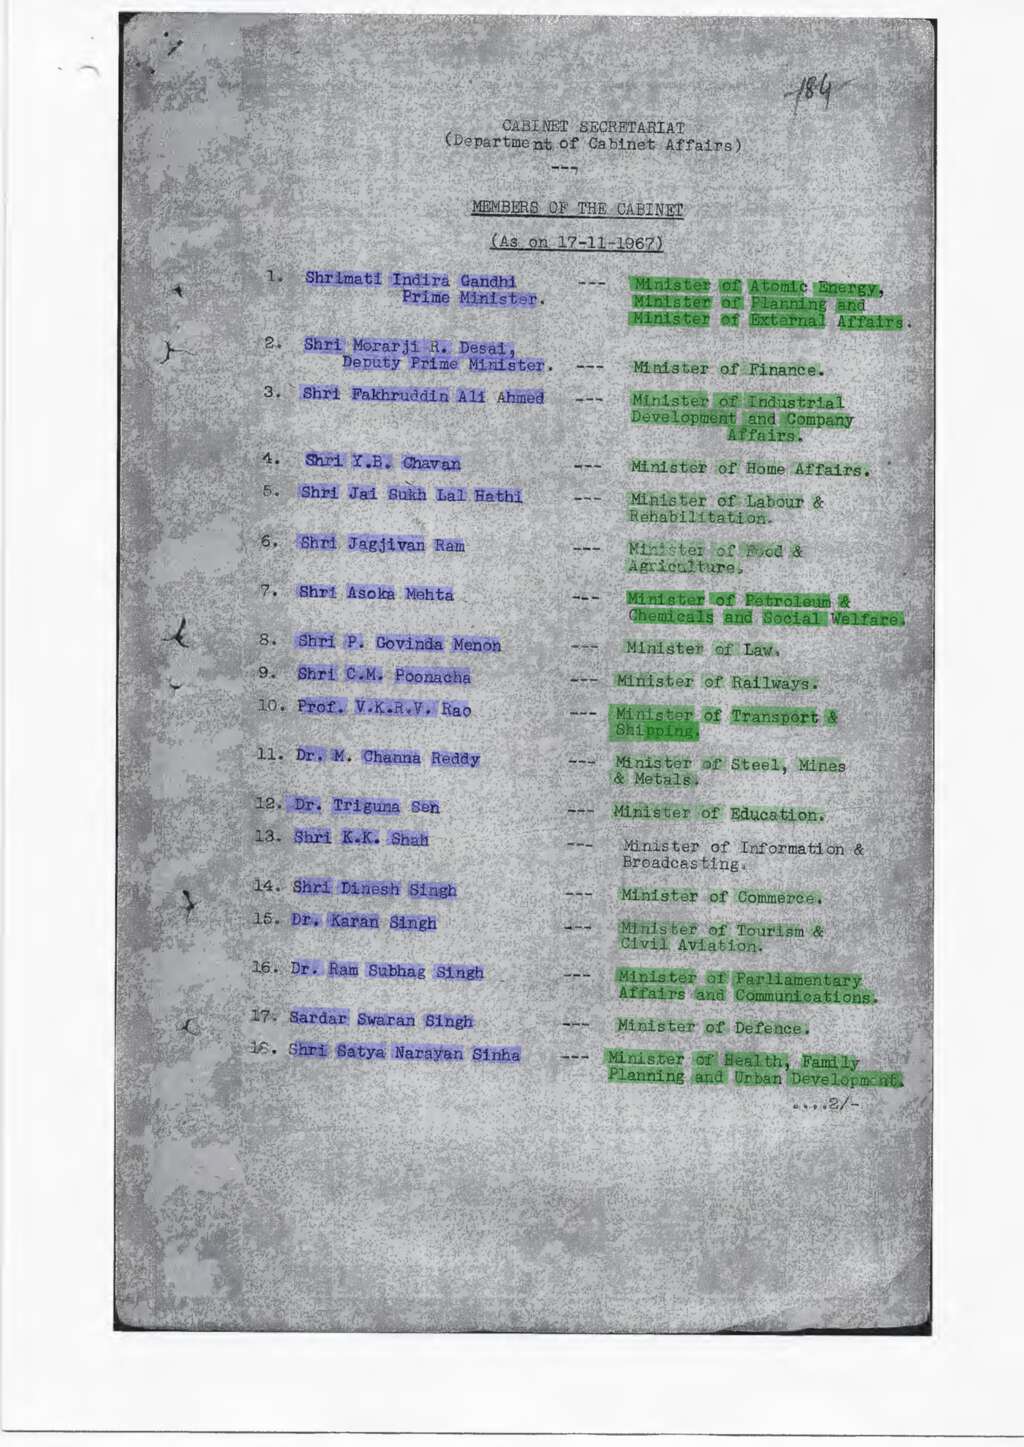 -184
CABINET SECRETARIAT
(Department of Cabinet Affairs)
---
MEMBERS OF THE CABINET
(As on 17-11-1967)
1. Shrimati Indira Gandhi --- Minister of Atomic Energy,
Prime Minister. Minister of Planning and
Minister of External Affairs.
2. Shri Morarji R. Desai,
Deputy Prime Minister. --- Minister of Finance.
3. Shri Fakhruddin Ali Ahmed --- Minister of Industrial
Development and Company
Affairs.
4. Shri Y.B. Chavan --- Minister of Home Affairs.
5. Shri Jai Sukh Lal Hathi --- Minister of Labour &
Rehabilitation.
6. Shri Jagjivan Ram --- Minister of Food &
Agriculture.
7. Shri Asoka Mehta --- Minister of Petroleum &
Chemicals and Social Welfare.
8. Shri P. Govinda Menon --- Minister of Law.
9. Shri C.M. Poonacha --- Minister of Railways.
10. Prof. V.K.R.V. Rao --- Minister of Transport &
Shipping.
11. Dr. M. Channa Reddy --- Minister of Steel, Mines
& Metals.
12. Dr. Triguna Sen --- Minister of Education.
13. Shri K.K. Shah --- Minister of Information &
Broadcasting.
14. Shri Dinesh Singh --- Minister of Commerce.
15. Dr. Karan Singh --- Minister of Tourism &
Civil Aviation.
16. Dr. Ram Subhag Singh --- Minister of Parliamentary
Affairs and Communications.
17. Sardar Swaran Singh --- Minister of Defence.
18. Shri Satya Narayan Sinha --- Minister of Health, Family
Planning and Urban Development.
....2/-